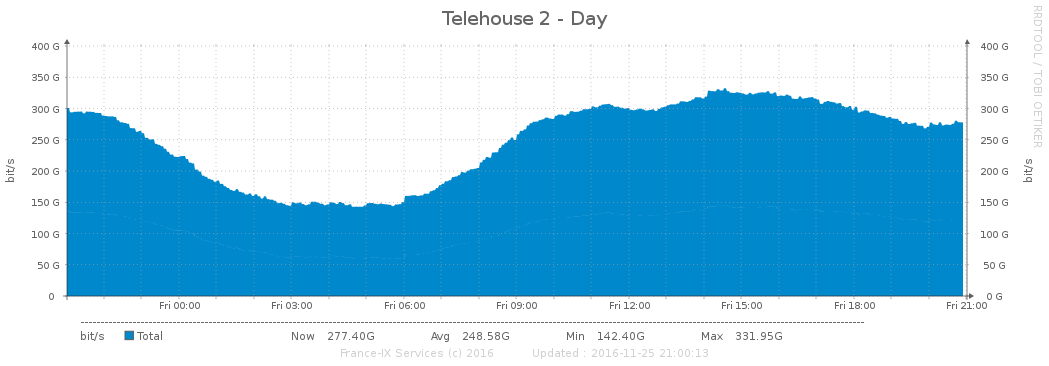 Telehouse 2 - Day
RRDTOOL / TOBI OETIKER
400 G 400 G
350 G 350 G
300 G 300 G
250 G 250 G
200 G 200 G
150 G 150 G
100 G 100 G
50 G 50 G
0 0 G
bit/s
bit/s
Fri 00:00 Fri 03:00 Fri 06:00 Fri 09:00 Fri 12:00 Fri 15:00 Fri 18:00 Fri 21:00
bit/s Total Now 277.40G Avg 248.58G Min 142.40G Max 331.95G
France-IX Services (c) 2016 Updated : 2016-11-25 21:00:13